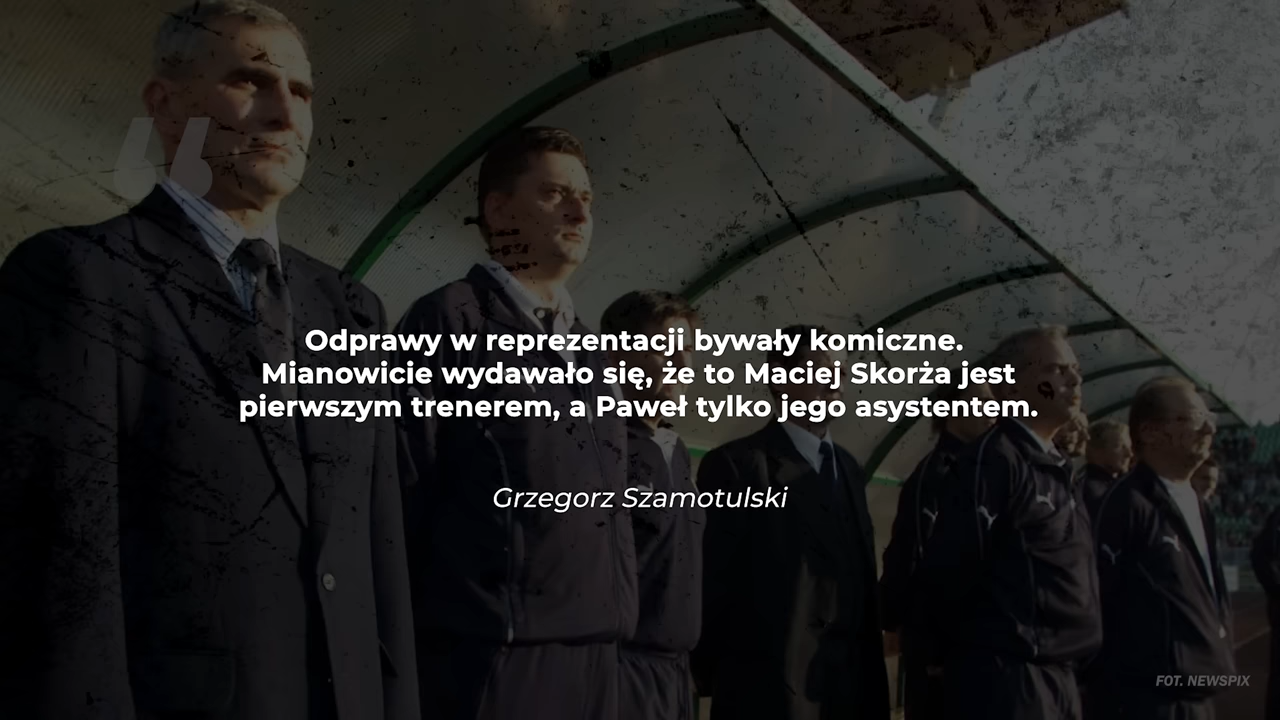 “
Odprawy w reprezentacji bywały komiczne.
Mianowicie wydawało się, że to Maciej Skorża jest
pierwszym trenerem, a Paweł tylko jego asystentem.
Grzegorz Szamotulski
FOT. NEWSPIX